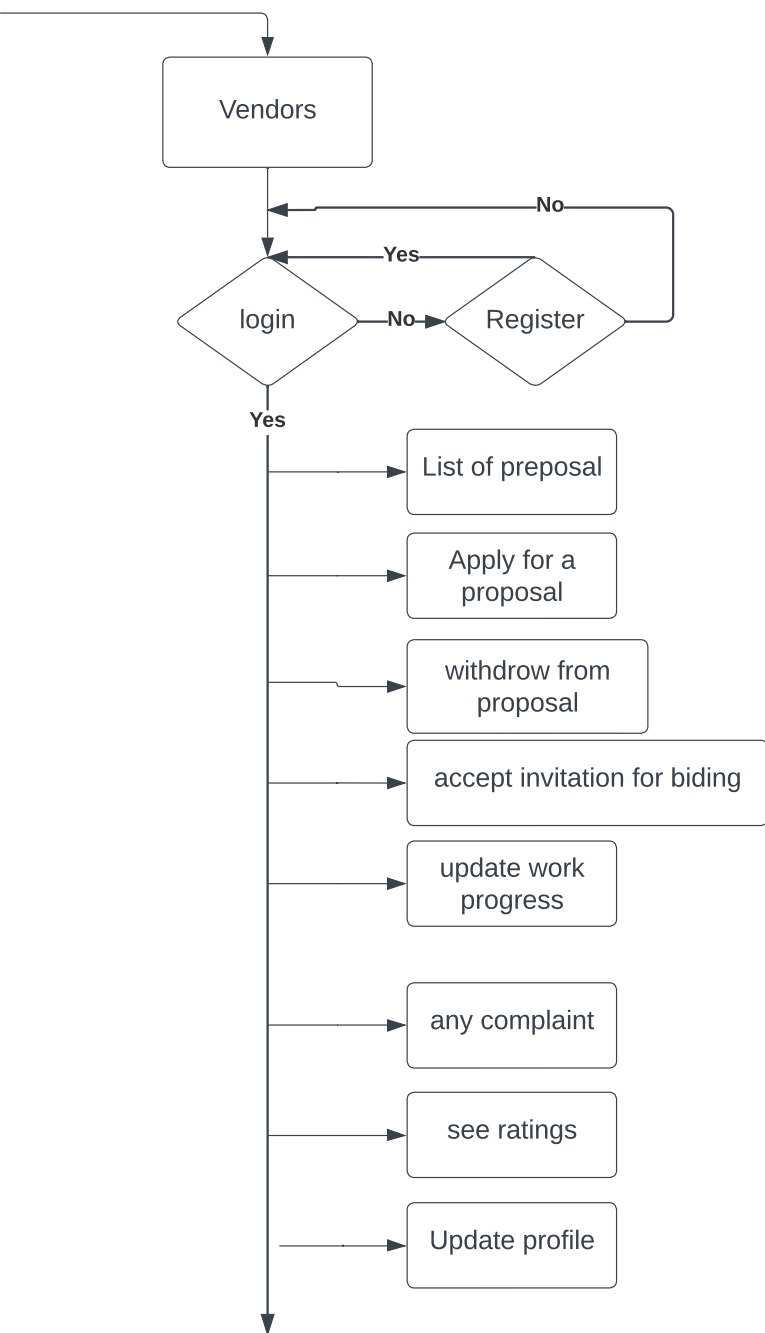 Vendors
No
Yes
login
No
Register
Yes
List of preposal
Apply for a
proposal
withdrow from
proposal
accept invitation for biding
update work
progress
any complaint
see ratings
Update profile